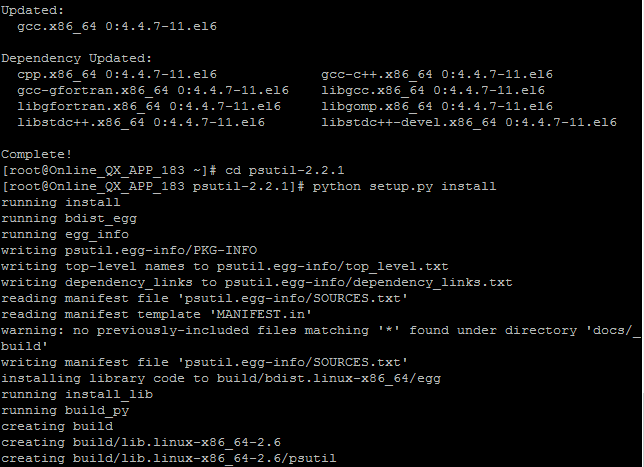 Updated:
  gcc.x86_64 0:4.4.7-11.el6

Dependency Updated:
  cpp.x86_64 0:4.4.7-11.el6             gcc-c++.x86_64 0:4.4.7-11.el6
  gcc-gfortran.x86_64 0:4.4.7-11.el6    libgcc.x86_64 0:4.4.7-11.el6
  libgfortran.x86_64 0:4.4.7-11.el6     libgomp.x86_64 0:4.4.7-11.el6
  libstdc++.x86_64 0:4.4.7-11.el6       libstdc++-devel.x86_64 0:4.4.7-11.el6

Complete!
[root@Online_QX_APP_183 ~]# cd psutil-2.2.1
[root@Online_QX_APP_183 psutil-2.2.1]# python setup.py install
running install
running bdist_egg
running egg_info
writing psutil.egg-info/PKG-INFO
writing top-level names to psutil.egg-info/top_level.txt
writing dependency_links to psutil.egg-info/dependency_links.txt
reading manifest file 'psutil.egg-info/SOURCES.txt'
reading manifest template 'MANIFEST.in'
warning: no previously-included files matching '*' found under directory 'docs/_
build'
writing manifest file 'psutil.egg-info/SOURCES.txt'
installing library code to build/bdist.linux-x86_64/egg
running install_lib
running build_py
creating build
creating build/lib.linux-x86_64-2.6
creating build/lib.linux-x86_64-2.6/psutil